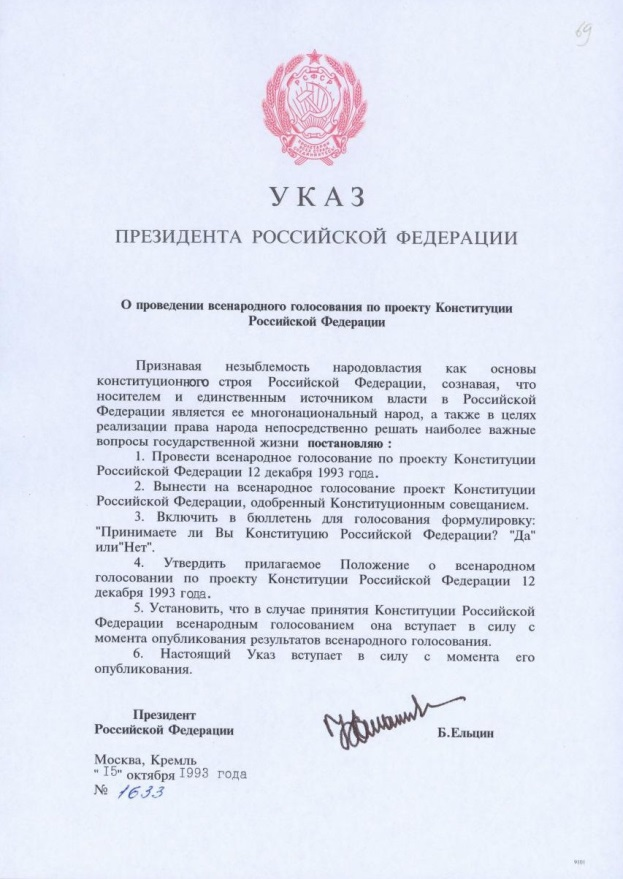 69
РСФСР
УКАЗ
ПРЕЗИДЕНТА РОССИЙСКОЙ ФЕДЕРАЦИИ
О проведении всенародного голосования по проекту Конституции
Российской Федерации
Признавая незыблемость народовластия как основы
конституционного строя Российской Федерации, сознавая, что
носителем и единственным источником власти в Российской
Федерации является ее многонациональный народ, а также в целях
реализации права народа непосредственно решать наиболее важные
вопросы государственной жизни постановляю :
1. Провести всенародное голосование по проекту Конституции
Российской Федерации 12 декабря 1993 года.
2. Вынести на всенародное голосование проект Конституции
Российской Федерации, одобренный Конституционным совещанием.
3. Включить в бюллетень для голосования формулировку:
"Принимаете ли Вы Конституцию Российской Федерации? "Да"
или"Нет".
4. Утвердить прилагаемое Положение о всенародном
голосовании по проекту Конституции Российской Федерации 12
декабря 1993 года.
5. Установить, что в случае принятия Конституции Российской
Федерации всенародным голосованием она вступает в силу с
момента опубликования результатов всенародного голосования.
6. Настоящий Указ вступает в силу с момента его
опубликования.
Президент
Российской Федерации
Б.Ельцин
Москва, Кремль
"15" октября 1993 года
№ 1633